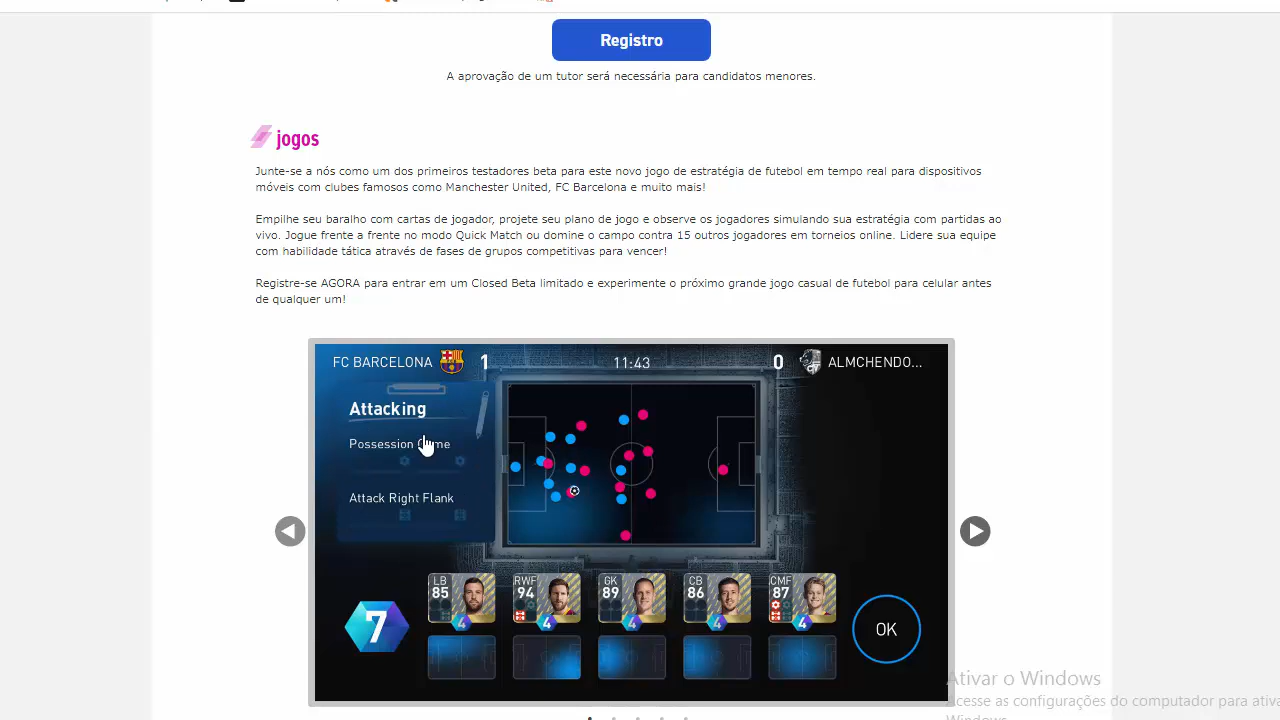 Registro
A aprovação de um tutor será necessária para candidatos menores.
jogos
Junte-se a nós como um dos primeiros testadores beta para este novo jogo de estratégia de futebol em tempo real para dispositivos
móveis com clubes famosos como Manchester United, FC Barcelona e muito mais!
Empilhe seu baralho com cartas de jogador, projete seu plano de jogo e observe os jogadores simulando sua estratégia com partidas ao
vivo. Jogue frente a frente no modo Quick Match ou domine o campo contra 15 outros jogadores em torneios online. Lidere sua equipe
com habilidade tática através de fases de grupos competitivas para vencer!
Registre-se AGORA para entrar em um Closed Beta limitado e experimente o próximo grande jogo casual de futebol para celular antes
de qualquer um!
FC BARCELONA 1 11:43 0 ALMCHENDO...
Attacking
Possession Game
Attack Right Flank
LB RWF GK CB CMF
85 94 89 86 87
4 4 4 4 4
7 OK
Ativar o Windows
Acesse as configurações do computador para ativa
Windows